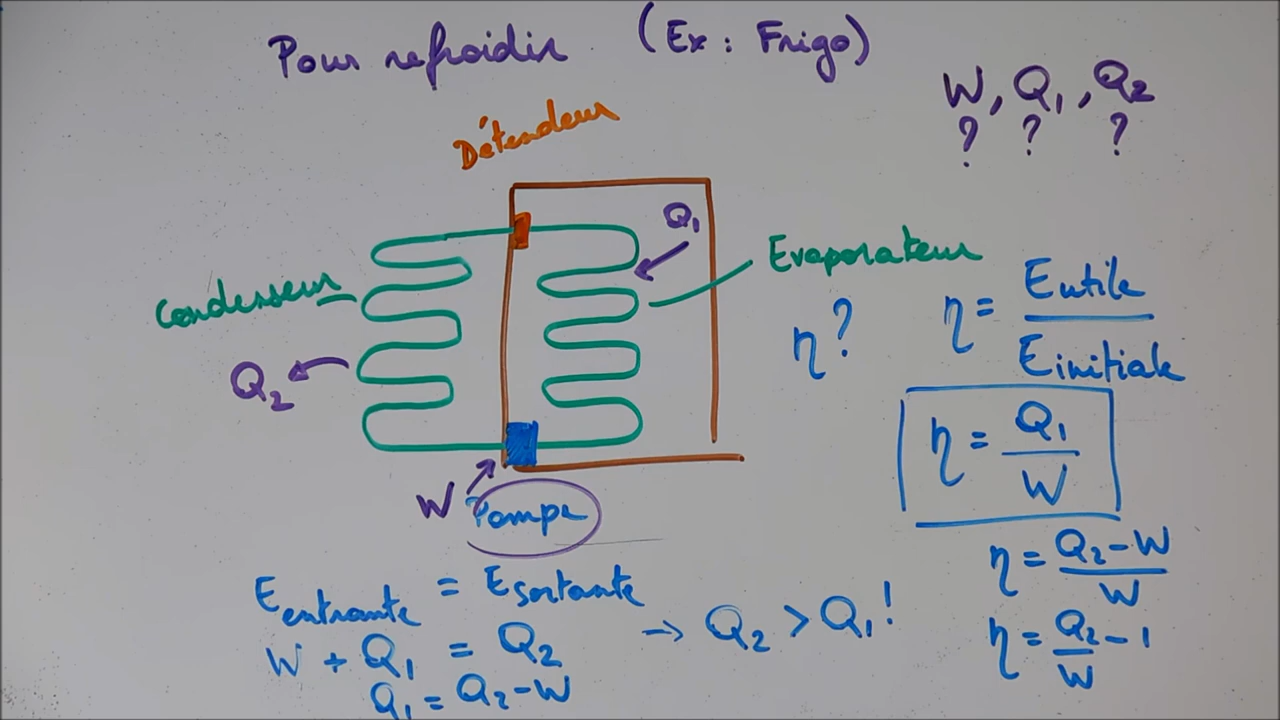 Pour refroidir (Ex : Frigo)
W, Q₁, Q₂
? ? ?
Détendeur
Q₁
Evaporateur
Condenseur
Q₂
W
Pompe
η?
η = Eutile / Einitiale
η = Q₁ / W
η = Q₂-W / W
η = Q₂/W - 1
Eentrante = Esortante
W + Q₁ = Q₂ → Q₂ > Q₁!
Q₁ = Q₂-W